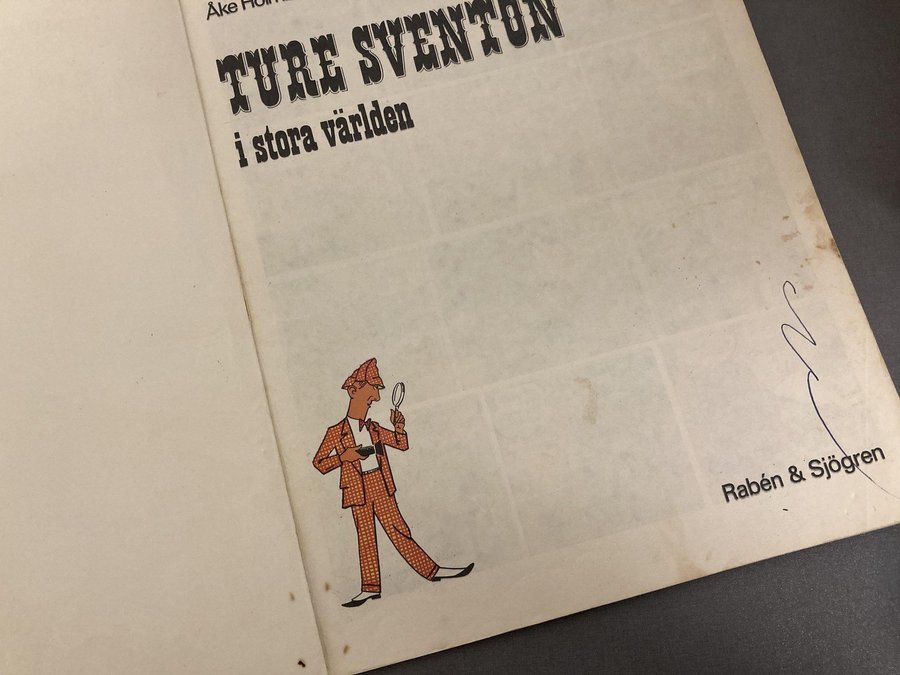 Åke
TURE SVENTON
i stora världen
Rabén & Sjögren